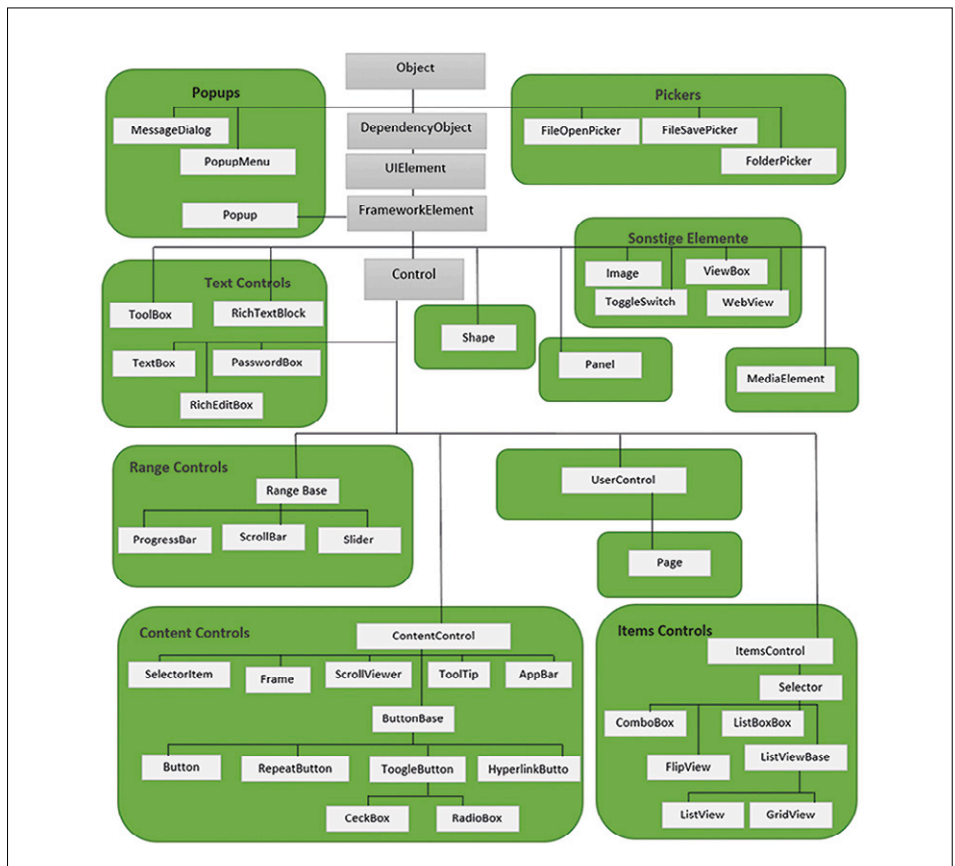 Object
Popups
Pickers
MessageDialog
PopupMenu
Popup
DependencyObject
UIElement
FrameworkElement
FileOpenPicker
FileSavePicker
FolderPicker
Sonstige Elemente
Image
ViewBox
ToggleSwitch
WebView
Control
Text Controls
ToolBox
RichTextBlock
TextBox
PasswordBox
RichEditBox
Shape
Panel
MediaElement
Range Controls
Range Base
ProgressBar
ScrollBar
Slider
UserControl
Page
Content Controls
ContentControl
SelectorItem
Frame
ScrollViewer
ToolTip
AppBar
ButtonBase
Button
RepeatButton
ToogleButton
HyperlinkButto
CeckBox
RadioBox
Items Controls
ItemsControl
Selector
ComboBox
ListBoxBox
FlipView
ListViewBase
ListView
GridView